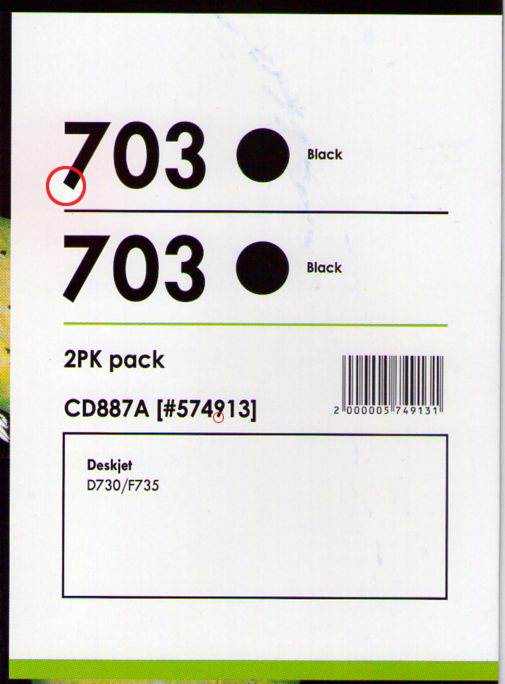 703 Black
703 Black
2PK pack
CD887A [#574913]
2 000005 749131
Deskjet
D730/F735